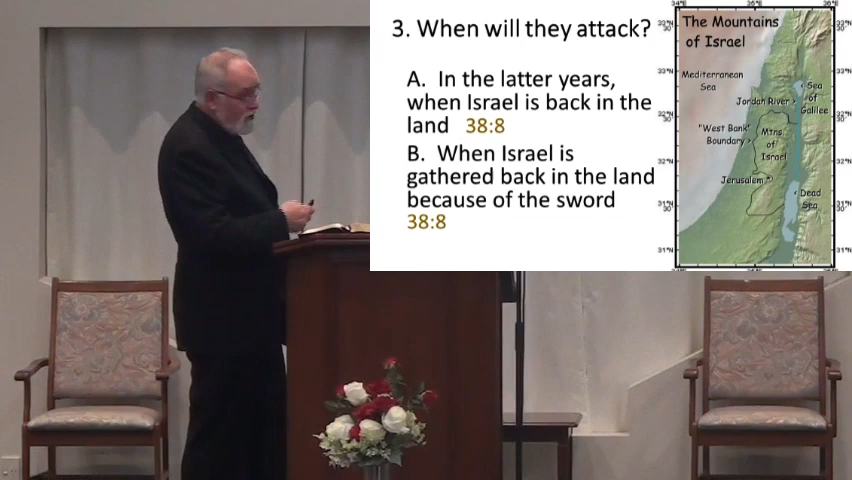 3. When will they attack?
A. In the latter years,
when Israel is back in the
land 38:8
B. When Israel is
gathered back in the land
because of the sword
38:8
The Mountains
of Israel
Mediterranean
Sea
Sea
of
Galilee
Jordan River
"West Bank"
Boundary
Mtns
of
Israel
Jerusalem
Dead
Sea